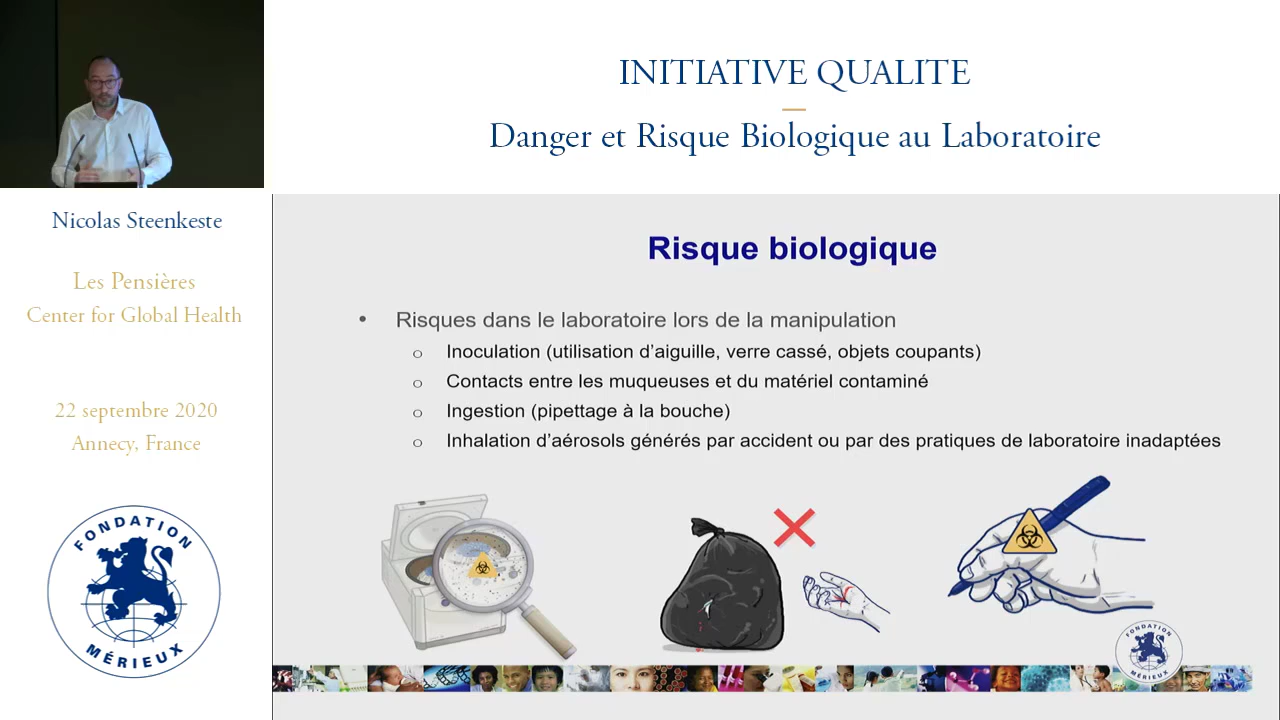 INITIATIVE QUALITE
Danger et Risque Biologique au Laboratoire
Nicolas Steenkeste
Les Pensières
Center for Global Health
22 septembre 2020
Annecy, France
FONDATION
MÉRIEUX
Risque biologique
• Risques dans le laboratoire lors de la manipulation
o Inoculation (utilisation d’aiguille, verre cassé, objets coupants)
o Contacts entre les muqueuses et du matériel contaminé
o Ingestion (pipettage à la bouche)
o Inhalation d’aérosols générés par accident ou par des pratiques de laboratoire inadaptées
FONDATION
MÉRIEUX